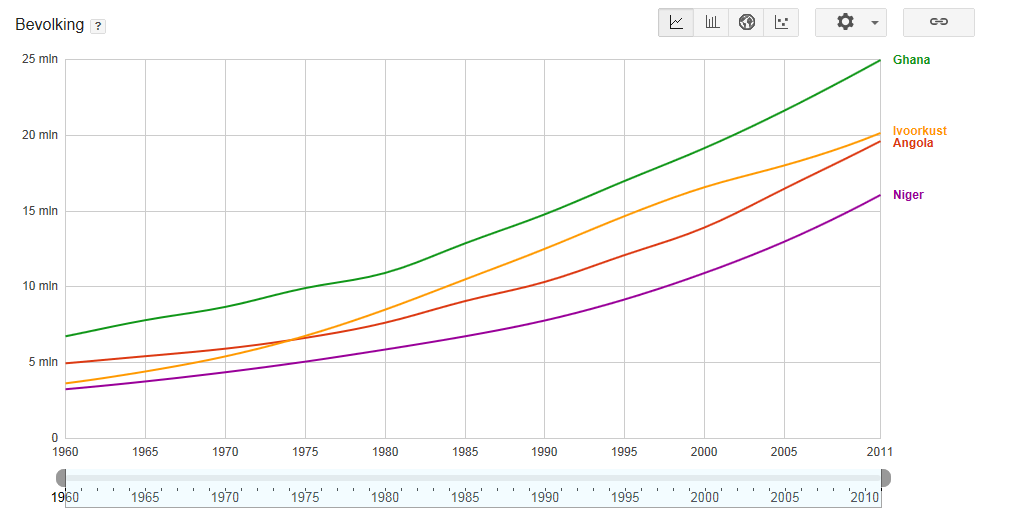 Bevolking ?
25 mln
20 mln
15 mln
10 mln
5 mln
0
Ghana
Ivoorkust
Angola
Niger
1960 1965 1970 1975 1980 1985 1990 1995 2000 2005 2011
1960 1965 1970 1975 1980 1985 1990 1995 2000 2005 2010